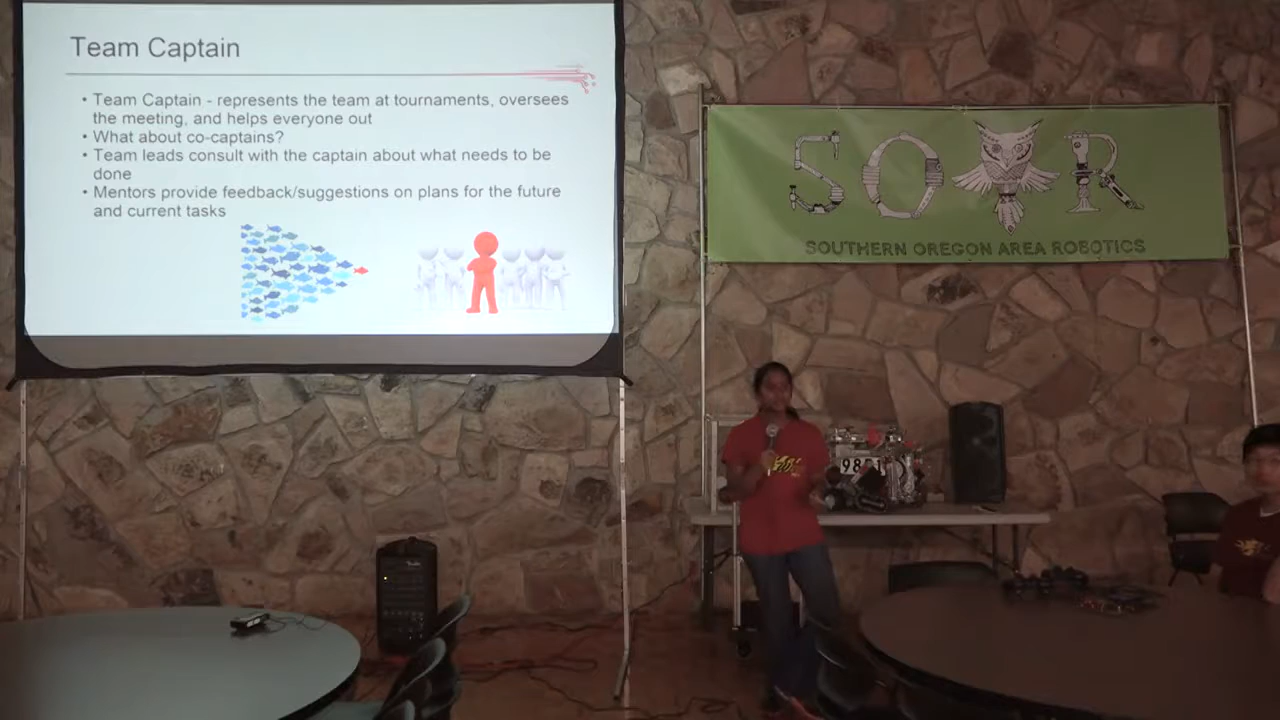 Team Captain
• Team Captain - represents the team at tournaments, oversees
the meeting, and helps everyone out
• What about co-captains?
• Team leads consult with the captain about what needs to be
done
• Mentors provide feedback/suggestions on plans for the future
and current tasks
SOAR
SOUTHERN OREGON AREA ROBOTICS